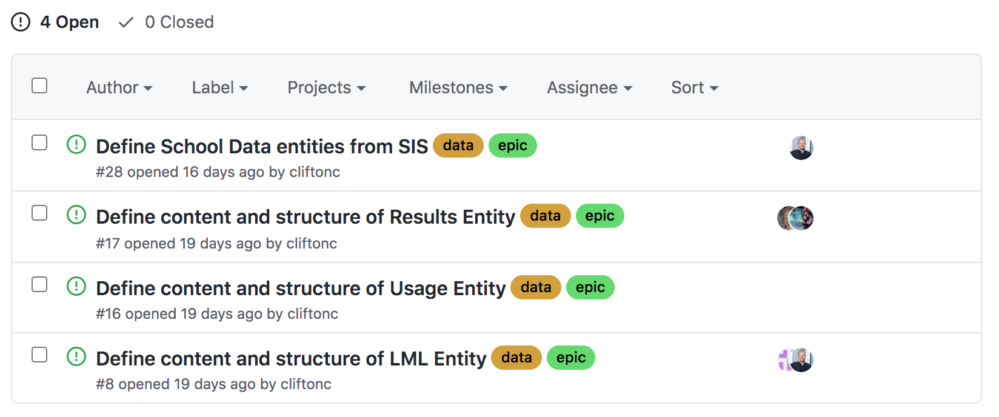 4 Open 0 Closed
Author Label Projects Milestones Assignee Sort
Define School Data entities from SIS data epic
#28 opened 16 days ago by cliftonc
Define content and structure of Results Entity data epic
#17 opened 19 days ago by cliftonc
Define content and structure of Usage Entity data epic
#16 opened 19 days ago by cliftonc
Define content and structure of LML Entity data epic
#8 opened 19 days ago by cliftonc